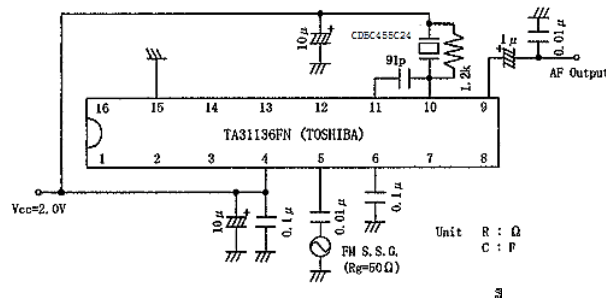 CDBC455C24
10μ
91p
1.2k
1μ
0.01μ
AF Output
16 15 14 13 12 11 10 9
TA31136FN (TOSHIBA)
1 2 3 4 5 6 7 8
Vcc=2.0V
10μ
0.1μ
0.01μ
0.1μ
FM S.S.G.
(Rg=50Ω)
Unit R : Ω
C : F